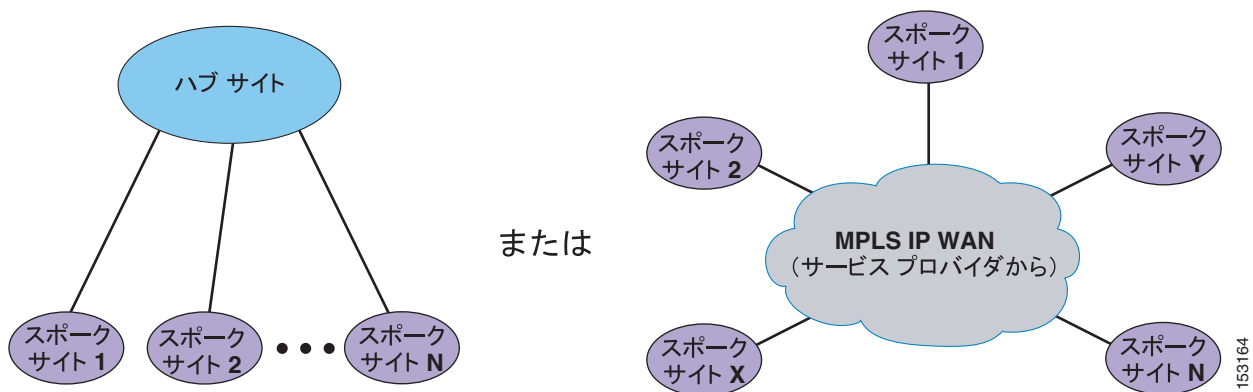 ハブ サイト
スポーク
サイト 1
スポーク
サイト 2
スポーク
サイト N
または
スポーク
サイト 1
スポーク
サイト 2
スポーク
サイト Y
MPLS IP WAN
（サービス プロバイダから）
スポーク
サイト X
スポーク
サイト N
153164